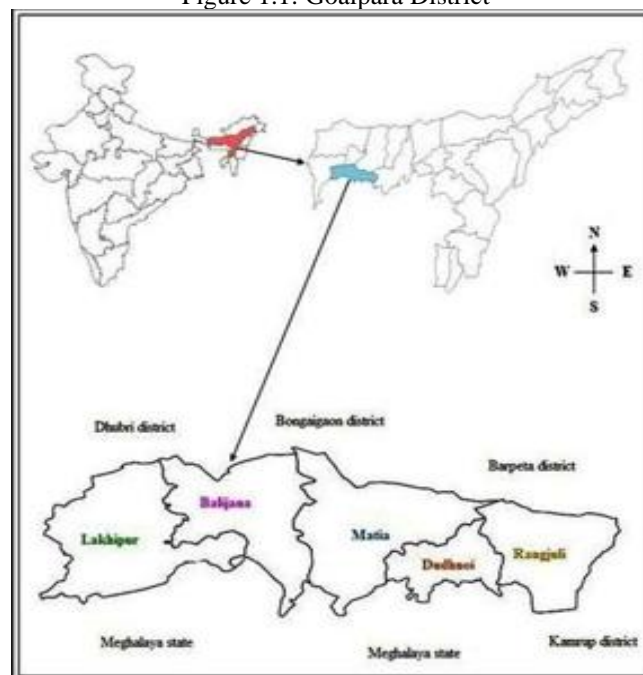 Figure 1.1: Goalpara District
N
W E
S
Dhubri district
Bongaigaon district
Barpeta district
Balijana
Lakhipur
Matia
Dudhnoi
Rangjuli
Meghalaya state
Meghalaya state
Kamrup district